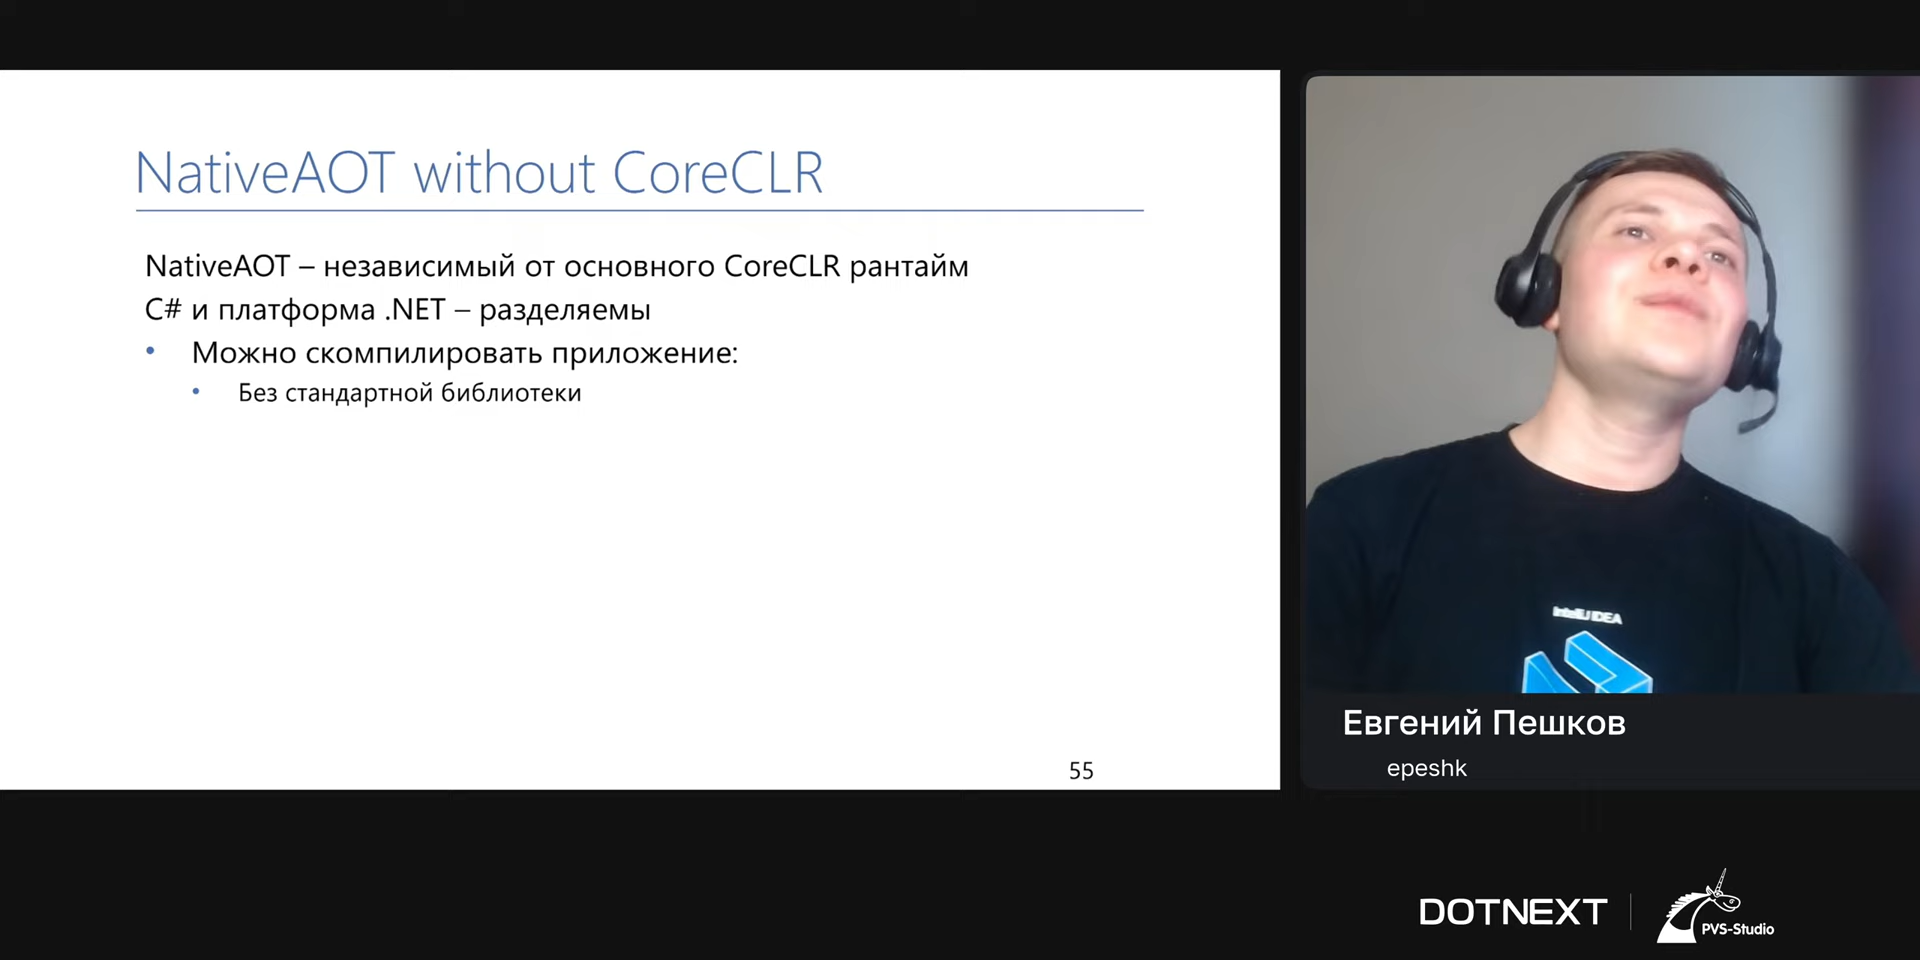 NativeAOT without CoreCLR
NativeAOT – независимый от основного CoreCLR рантайм
C# и платформа .NET – разделяемы
• Можно скомпилировать приложение:
• Без стандартной библиотеки
55
IntelliJ IDEA
Евгений Пешков
epeshk
DOTNEXT
PVS-Studio